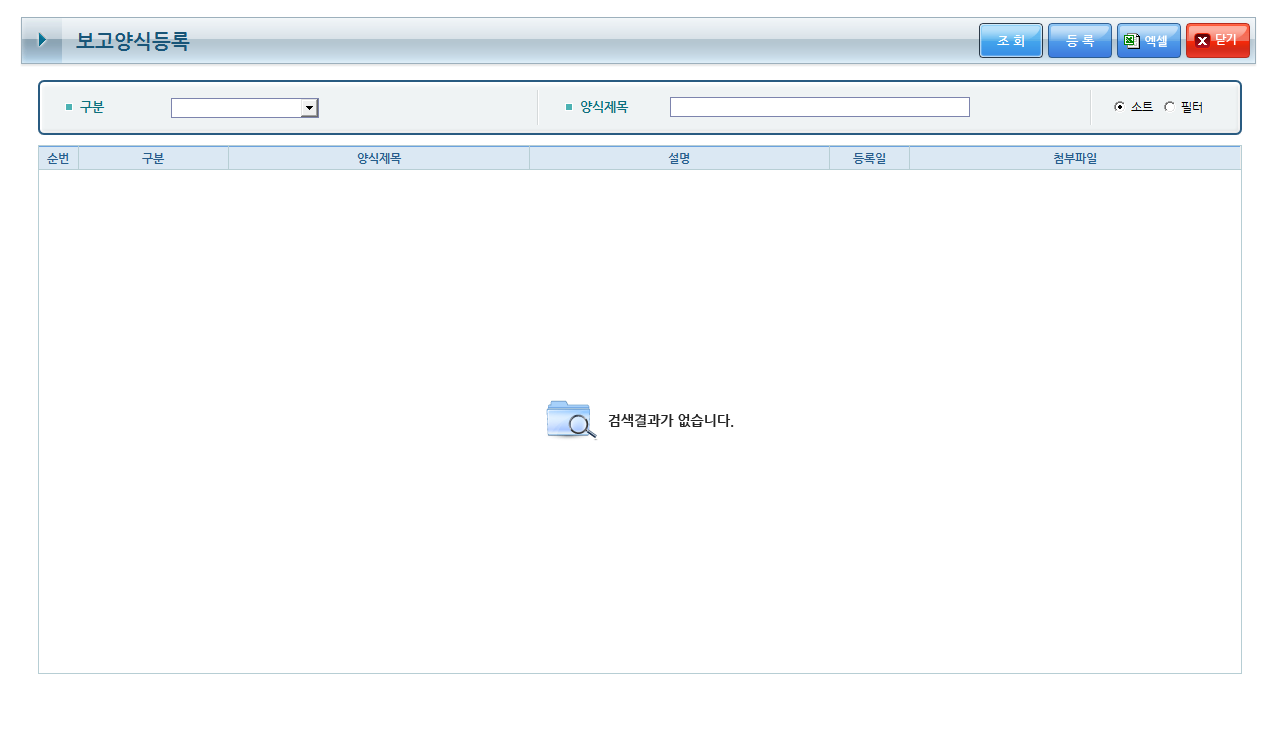 보고양식등록 조 회 등 록 엑셀 닫기
구분 양식제목 소트 필터
순번 구분 양식제목 설명 등록일 첨부파일
검색결과가 없습니다.